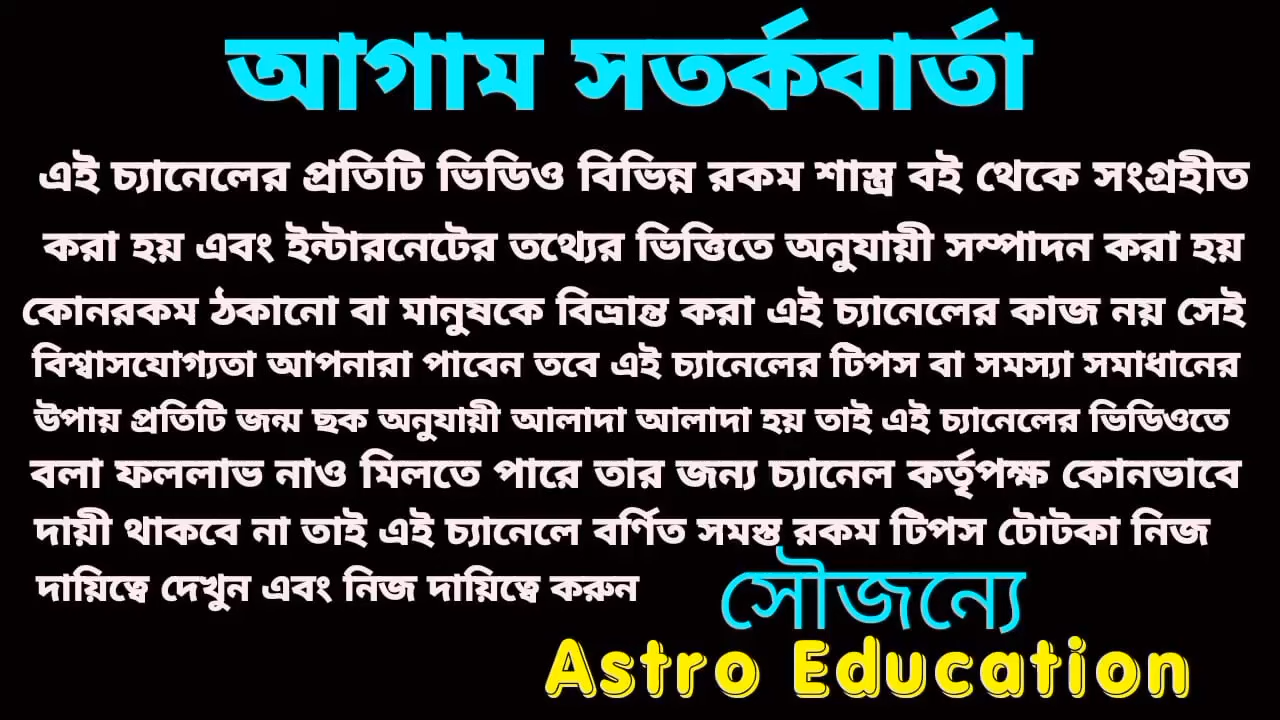 আগাম সতর্কবার্তা
এই চ্যানেলের প্রতিটি ভিডিও বিভিন্ন রকম শাস্ত্র বই থেকে সংগ্রহীত
করা হয় এবং ইন্টারনেটের তথ্যের ভিত্তিতে অনুযায়ী সম্পাদন করা হয়
কোনরকম ঠকানো বা মানুষকে বিভ্রান্ত করা এই চ্যানেলের কাজ নয় সেই
বিশ্বাসযোগ্যতা আপনারা পাবেন তবে এই চ্যানেলের টিপস বা সমস্যা সমাধানের
উপায় প্রতিটি জন্ম ছক অনুযায়ী আলাদা আলাদা হয় তাই এই চ্যানেলের ভিডিওতে
বলা ফললাভ নাও মিলতে পারে তার জন্য চ্যানেল কর্তৃপক্ষ কোনভাবে
দায়ী থাকবে না তাই এই চ্যানেলে বর্ণিত সমস্ত রকম টিপস টোটকা নিজ
দায়িত্বে দেখুন এবং নিজ দায়িত্বে করুন
সৌজন্যে
Astro Education